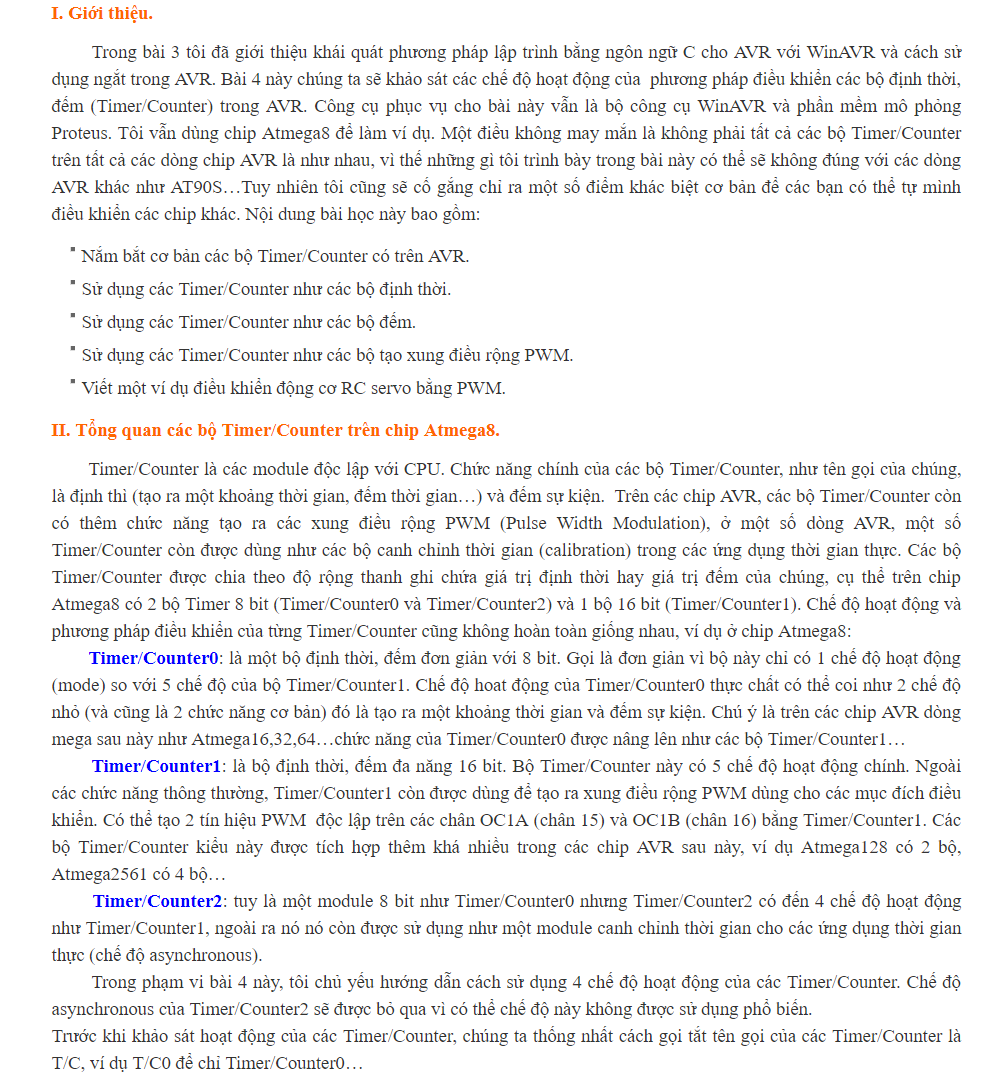 I. Giới thiệu.
Trong bài 3 tôi đã giới thiệu khái quát phương pháp lập trình bằng ngôn ngữ C cho AVR với WinAVR và cách sử
dụng ngắt trong AVR. Bài 4 này chúng ta sẽ khảo sát các chế độ hoạt động của phương pháp điều khiển các bộ định thời,
đếm (Timer/Counter) trong AVR. Công cụ phục vụ cho bài này vẫn là bộ công cụ WinAVR và phần mềm mô phỏng
Proteus. Tôi vẫn dùng chip Atmega8 để làm ví dụ. Một điều không may mắn là không phải tất cả các bộ Timer/Counter
trên tất cả các dòng chip AVR là như nhau, vì thế những gì tôi trình bày trong bài này có thể sẽ không đúng với các dòng
AVR khác như AT90S…Tuy nhiên tôi cũng sẽ cố gắng chỉ ra một số điểm khác biệt cơ bản để các bạn có thể tự mình
điều khiển các chip khác. Nội dung bài học này bao gồm:
Nắm bắt cơ bản các bộ Timer/Counter có trên AVR.
Sử dụng các Timer/Counter như các bộ định thời.
Sử dụng các Timer/Counter như các bộ đếm.
Sử dụng các Timer/Counter như các bộ tạo xung điều rộng PWM.
Viết một ví dụ điều khiển động cơ RC servo bằng PWM.
II. Tổng quan các bộ Timer/Counter trên chip Atmega8.
Timer/Counter là các module độc lập với CPU. Chức năng chính của các bộ Timer/Counter, như tên gọi của chúng,
là định thì (tạo ra một khoảng thời gian, đếm thời gian…) và đếm sự kiện. Trên các chip AVR, các bộ Timer/Counter còn
có thêm chức năng tạo ra các xung điều rộng PWM (Pulse Width Modulation), ở một số dòng AVR, một số
Timer/Counter còn được dùng như các bộ canh chỉnh thời gian (calibration) trong các ứng dụng thời gian thực. Các bộ
Timer/Counter được chia theo độ rộng thanh ghi chứa giá trị định thời hay giá trị đếm của chúng, cụ thể trên chip
Atmega8 có 2 bộ Timer 8 bit (Timer/Counter0 và Timer/Counter2) và 1 bộ 16 bit (Timer/Counter1). Chế độ hoạt động và
phương pháp điều khiển của từng Timer/Counter cũng không hoàn toàn giống nhau, ví dụ ở chip Atmega8:
Timer/Counter0: là một bộ định thời, đếm đơn giản với 8 bit. Gọi là đơn giản vì bộ này chỉ có 1 chế độ hoạt động
(mode) so với 5 chế độ của bộ Timer/Counter1. Chế độ hoat động của Timer/Counter0 thực chất có thể coi như 2 chế độ
nhỏ (và cũng là 2 chức năng cơ bản) đó là tạo ra một khoảng thời gian và đếm sự kiện. Chú ý là trên các chip AVR dòng
mega sau này như Atmega16,32,64…chức năng của Timer/Counter0 được nâng lên như các bộ Timer/Counter1…
Timer/Counter1: là bộ định thời, đếm đa năng 16 bit. Bộ Timer/Counter này có 5 chế độ hoạt động chính. Ngoài
các chức năng thông thường, Timer/Counter1 còn được dùng để tạo ra xung điều rộng PWM dùng cho các mục đích điều
khiển. Có thể tạo 2 tín hiệu PWM độc lập trên các chân OC1A (chân 15) và OC1B (chân 16) bằng Timer/Counter1. Các
bộ Timer/Counter kiểu này được tích hợp thêm khá nhiều trong các chip AVR sau này, ví dụ Atmega128 có 2 bộ,
Atmega2561 có 4 bộ…
Timer/Counter2: tuy là một module 8 bit như Timer/Counter0 nhưng Timer/Counter2 có đến 4 chế độ hoạt động
như Timer/Counter1, ngoài ra nó nó còn được sử dụng như một module canh chỉnh thời gian cho các ứng dụng thời gian
thực (chế độ asynchronous).
Trong phạm vi bài 4 này, tôi chủ yếu hướng dẫn cách sử dụng 4 chế độ hoạt động của các Timer/Counter. Chế độ
asynchronous của Timer/Counter2 sẽ được bỏ qua vì có thể chế độ này không được sử dụng phổ biến.
Trước khi khảo sát hoạt động của các Timer/Counter, chúng ta thống nhất cách gọi tắt tên gọi của các Timer/Counter là
T/C, ví dụ T/C0 để chỉ Timer/Counter0…